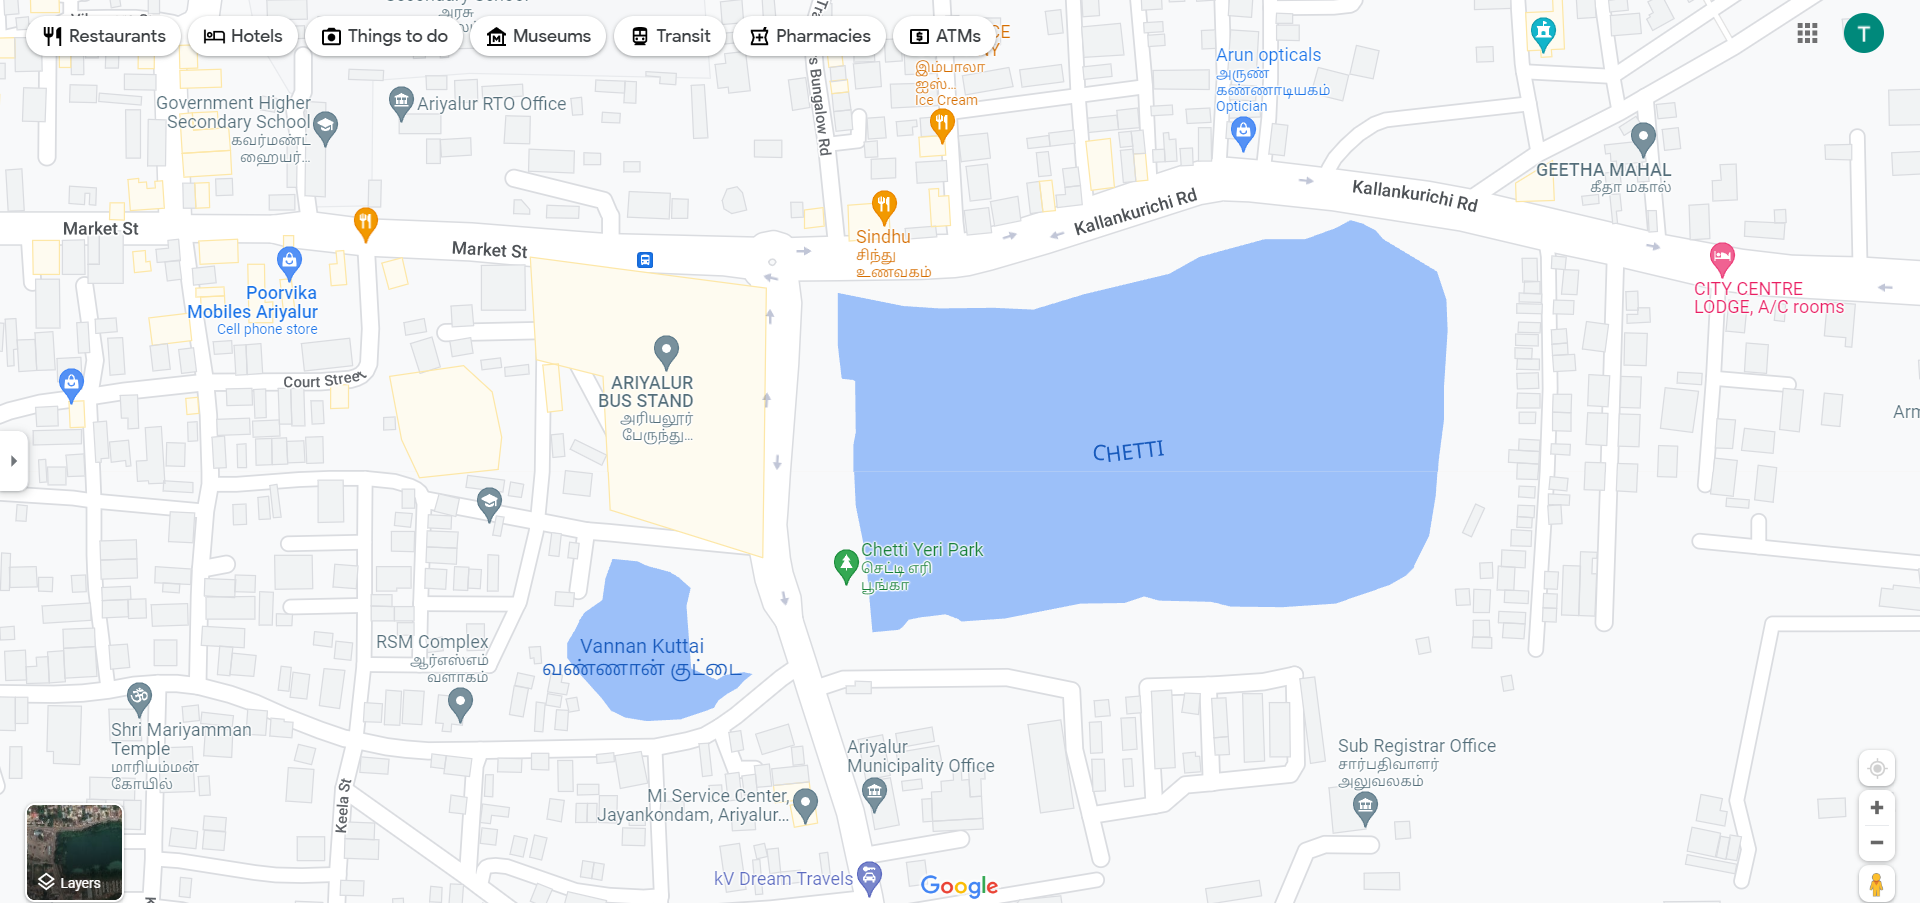 Restaurants
Hotels
Things to do
Museums
Transit
Pharmacies
ATMs
T
அரசு
இம்பாலா
ஐஸ்...
Ice Cream
Arun opticals
அருண்
கண்ணாடியகம்
Optician
Government Higher
Secondary School
கவர்மண்ட்
ஹையர்...
Ariyalur RTO Office
s Bungalow Rd
GEETHA MAHAL
கீதா மகால்
Kallankurichi Rd
Kallankurichi Rd
Market St
Market St
Sindhu
சிந்து
உணவகம்
Poorvika
Mobiles Ariyalur
Cell phone store
CITY CENTRE
LODGE, A/C rooms
Court Street
ARIYALUR
BUS STAND
அரியலூர்
பேருந்து...
Arm
CHETTI
Chetti Yeri Park
செட்டி எரி
பூங்கா
RSM Complex
ஆர்எஸ்எம்
வளாகம்
Vannan Kuttai
வண்ணான் குட்டை
Shri Mariyamman
Temple
மாரியம்மன்
கோயில்
Keela St
Ariyalur
Municipality Office
Sub Registrar Office
சார்பதிவாளர்
அலுவலகம்
Mi Service Center,
Jayankondam, Ariyalur...
kV Dream Travels
Layers
Google